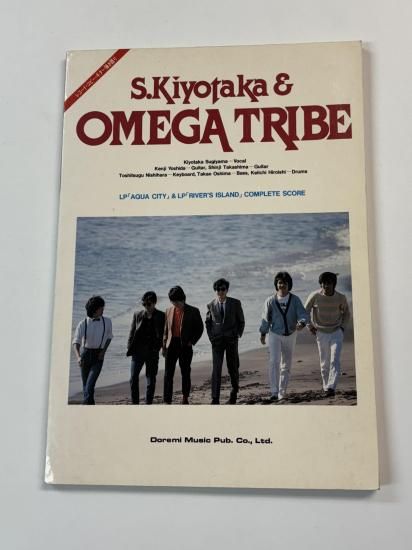 S.Kiyotaka &
OMEGA TRIBE
Kiyotaka Sugiyama—Vocal
Kenji Yoshida—Guitar, Shinji Takashima—Guitar
Toshitsugu Nishihara—Keyboard, Takao Oshima—Bass, Keiichi Hiroishi—Drums
LP「AQUA CITY」& LP「RIVER'S ISLAND」COMPLETE SCORE
Doremi Music Pub. Co., Ltd.